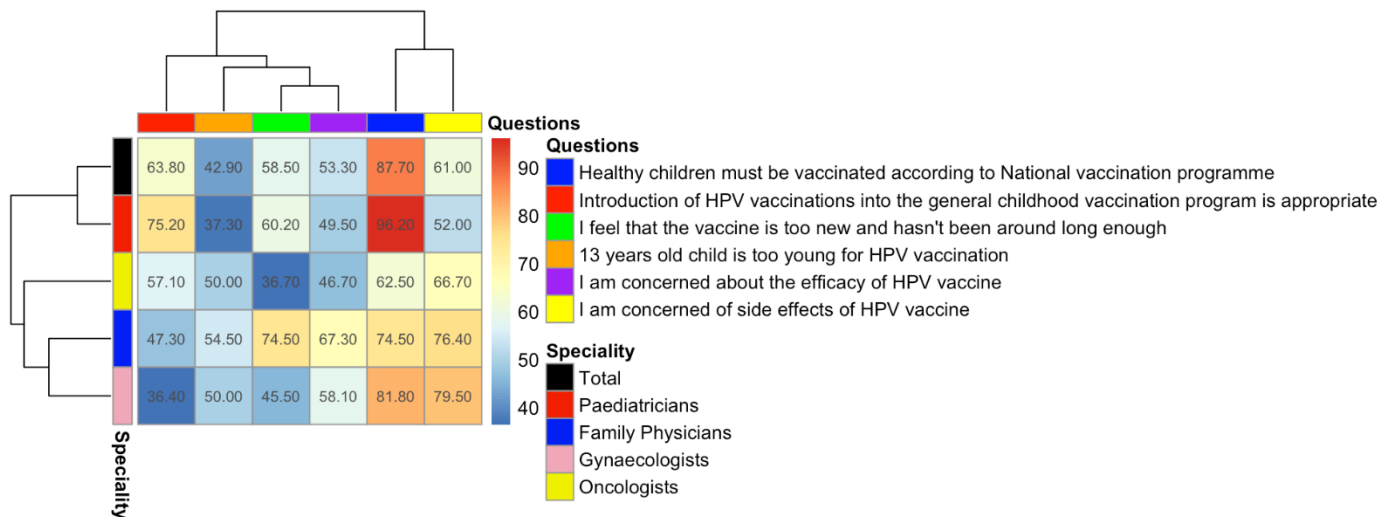 Questions
63.80 42.90 58.50 53.30 87.70 61.00
75.20 37.30 60.20 49.50 96.20 52.00
57.10 50.00 36.70 46.70 62.50 66.70
47.30 54.50 74.50 67.30 74.50 76.40
36.40 50.00 45.50 58.10 81.80 79.50
Speciality
90
80
70
60
50
40
Questions
Healthy children must be vaccinated according to National vaccination programme
Introduction of HPV vaccinations into the general childhood vaccination program is appropriate
I feel that the vaccine is too new and hasn't been around long enough
13 years old child is too young for HPV vaccination
I am concerned about the efficacy of HPV vaccine
I am concerned of side effects of HPV vaccine
Speciality
Total
Paediatricians
Family Physicians
Gynaecologists
Oncologists